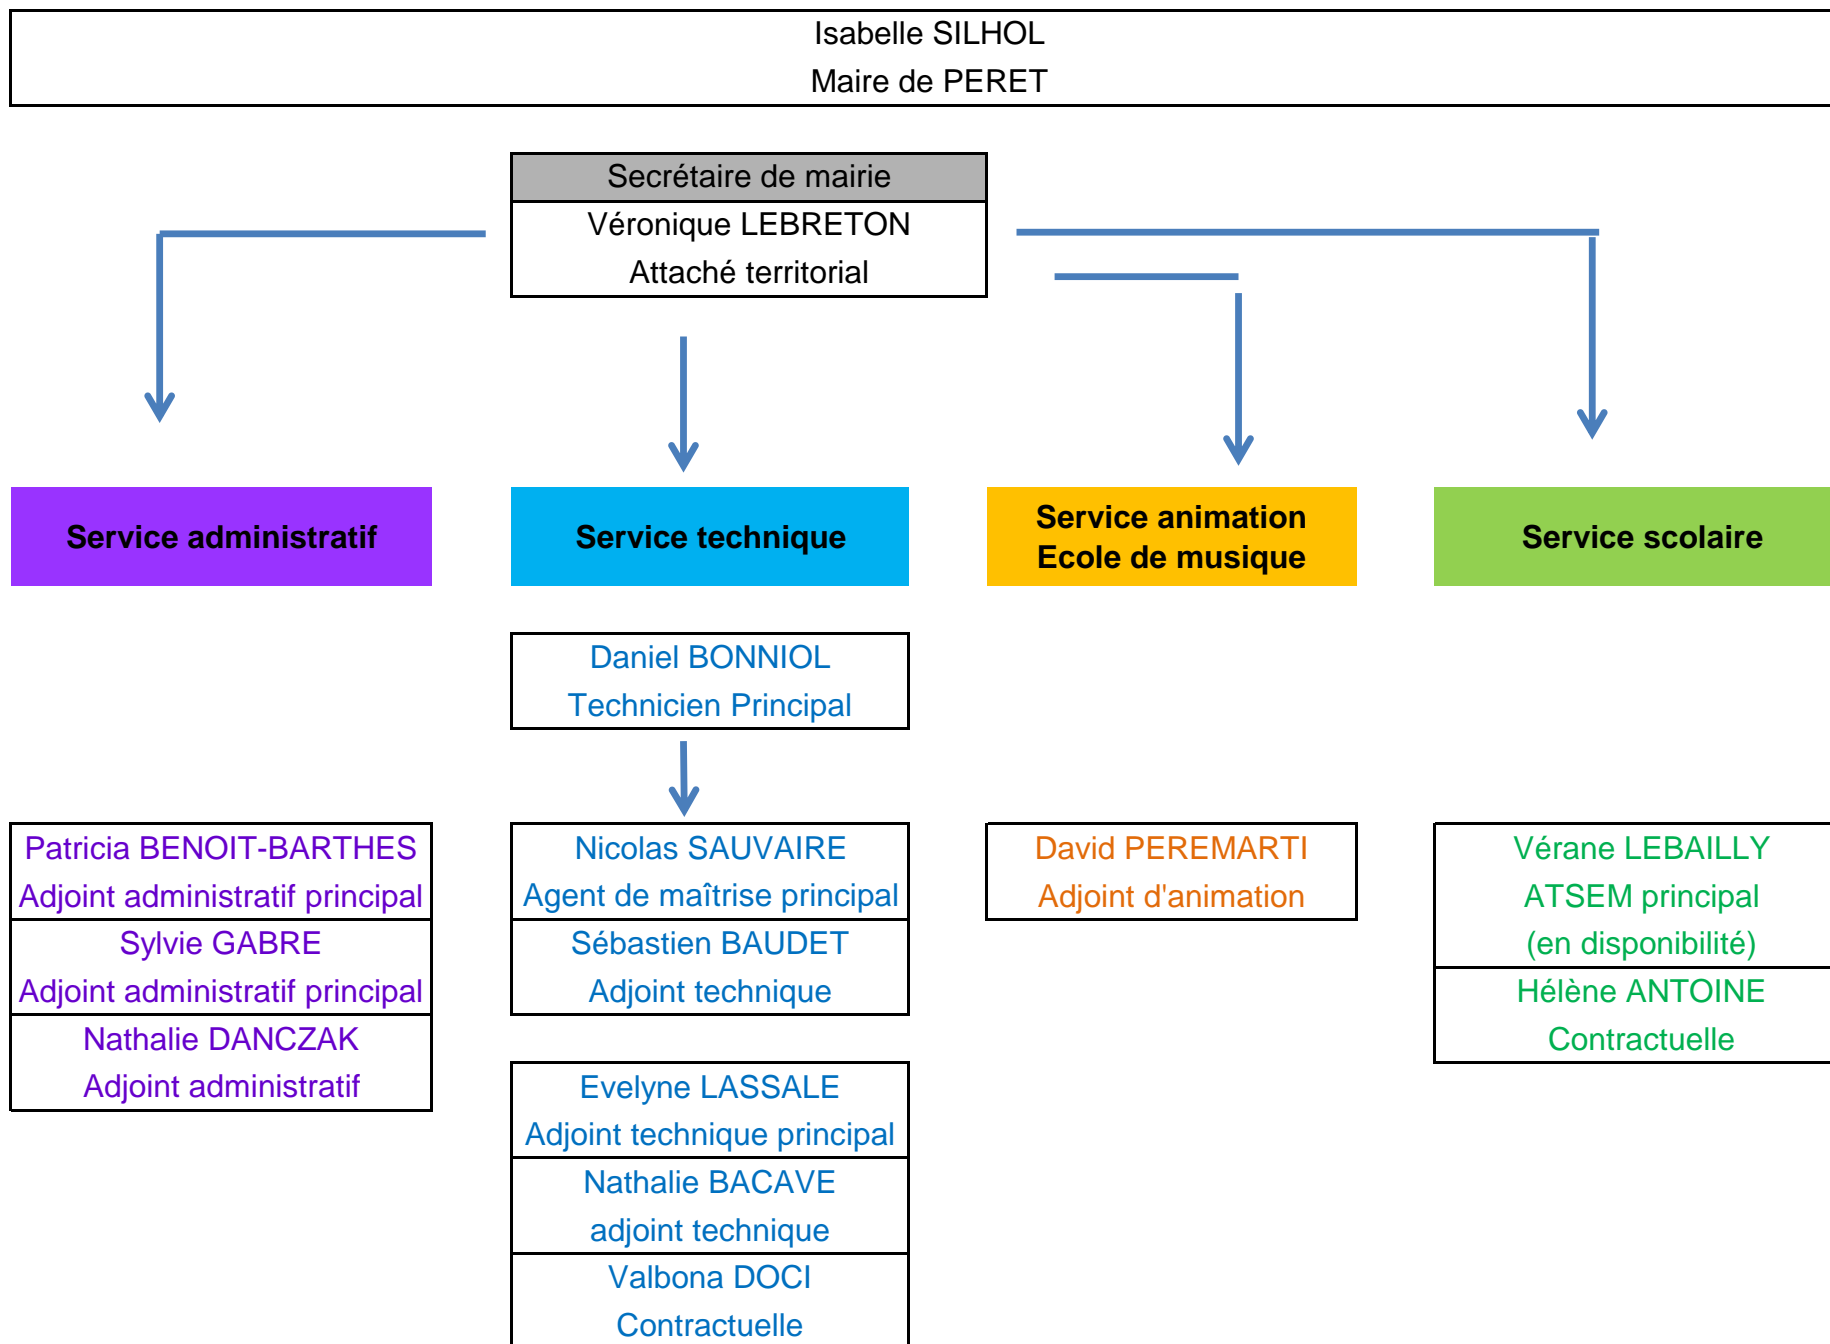 Isabelle SILHOL
Maire de PERET
Secrétaire de mairie
Véronique LEBRETON
Attaché territorial
Service administratif
Service technique
Service animation
Ecole de musique
Service scolaire
Daniel BONNIOL
Technicien Principal
Patricia BENOIT-BARTHES
Adjoint administratif principal
Sylvie GABRE
Adjoint administratif principal
Nathalie DANCZAK
Adjoint administratif
Nicolas SAUVAIRE
Agent de maîtrise principal
Sébastien BAUDET
Adjoint technique
Evelyne LASSALE
Adjoint technique principal
Nathalie BACAVE
adjoint technique
Valbona DOCI
Contractuelle
David PEREMARTI
Adjoint d'animation
Vérane LEBAILLY
ATSEM principal
(en disponibilité)
Hélène ANTOINE
Contractuelle